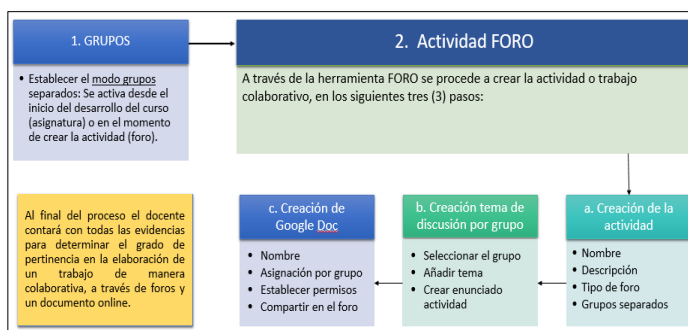 1. GRUPOS
• Establecer el modo grupos
separados: Se activa desde el
inicio del desarrollo del curso
(asignatura) o en el momento
de crear la actividad (foro).
2. Actividad FORO
A través de la herramienta FORO se procede a crear la actividad o trabajo
colaborativo, en los siguientes tres (3) pasos:
a. Creación de la
actividad
• Nombre
• Descripción
• Tipo de foro
• Grupos separados
b. Creación tema de
discusión por grupo
• Seleccionar el grupo
• Añadir tema
• Crear enunciado
actividad
c. Creación de
Google Doc
• Nombre
• Asignación por grupo
• Establecer permisos
• Compartir en el foro
Al final del proceso el docente
contará con todas las evidencias
para determinar el grado de
pertinencia en la elaboración de
un trabajo de manera
colaborativa, a través de foros y
un documento online.